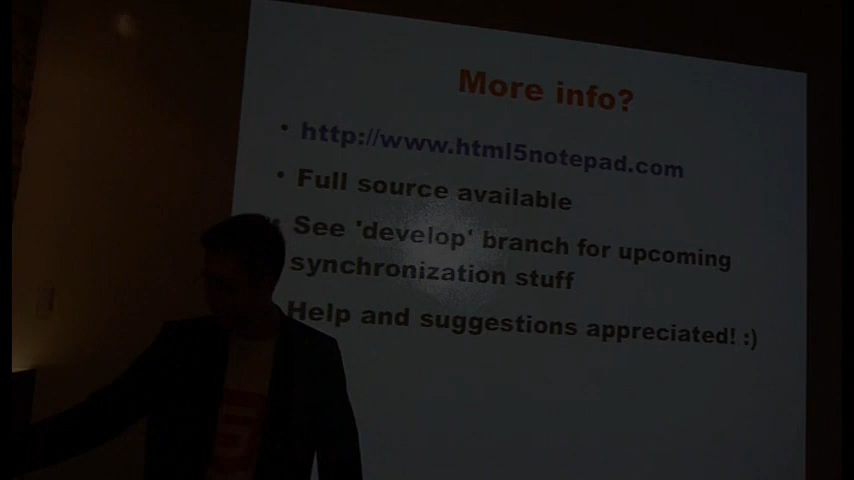 More info?
• http://www.html5notepad.com
• Full source available
See 'develop' branch for upcoming
synchronization stuff
Help and suggestions appreciated! :)
5